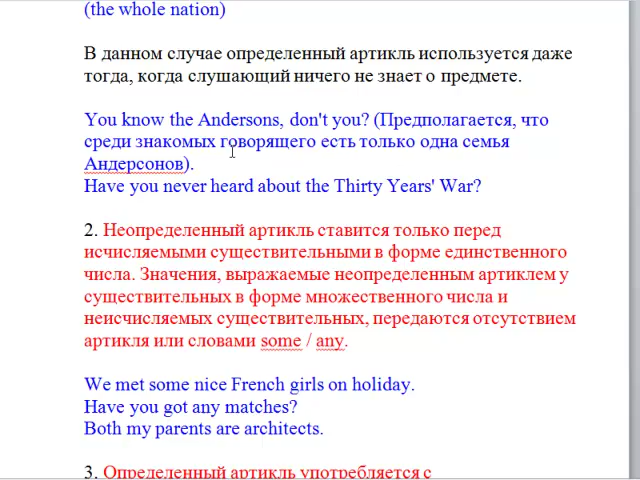 (the whole nation)
В данном случае определенный артикль используется даже
тогда, когда слушающий ничего не знает о предмете.
You know the Andersons, don't you? (Предполагается, что
среди знакомых говорящего есть только одна семья
Андерсонов).
Have you never heard about the Thirty Years' War?
2. Неопределенный артикль ставится только перед
исчисляемыми существительными в форме единственного
числа. Значения, выражаемые неопределенным артиклем у
существительных в форме множественного числа и
неисчисляемых существительных, передаются отсутствием
артикля или словами some / any.
We met some nice French girls on holiday.
Have you got any matches?
Both my parents are architects.
3. Определенный артикль употребляется с